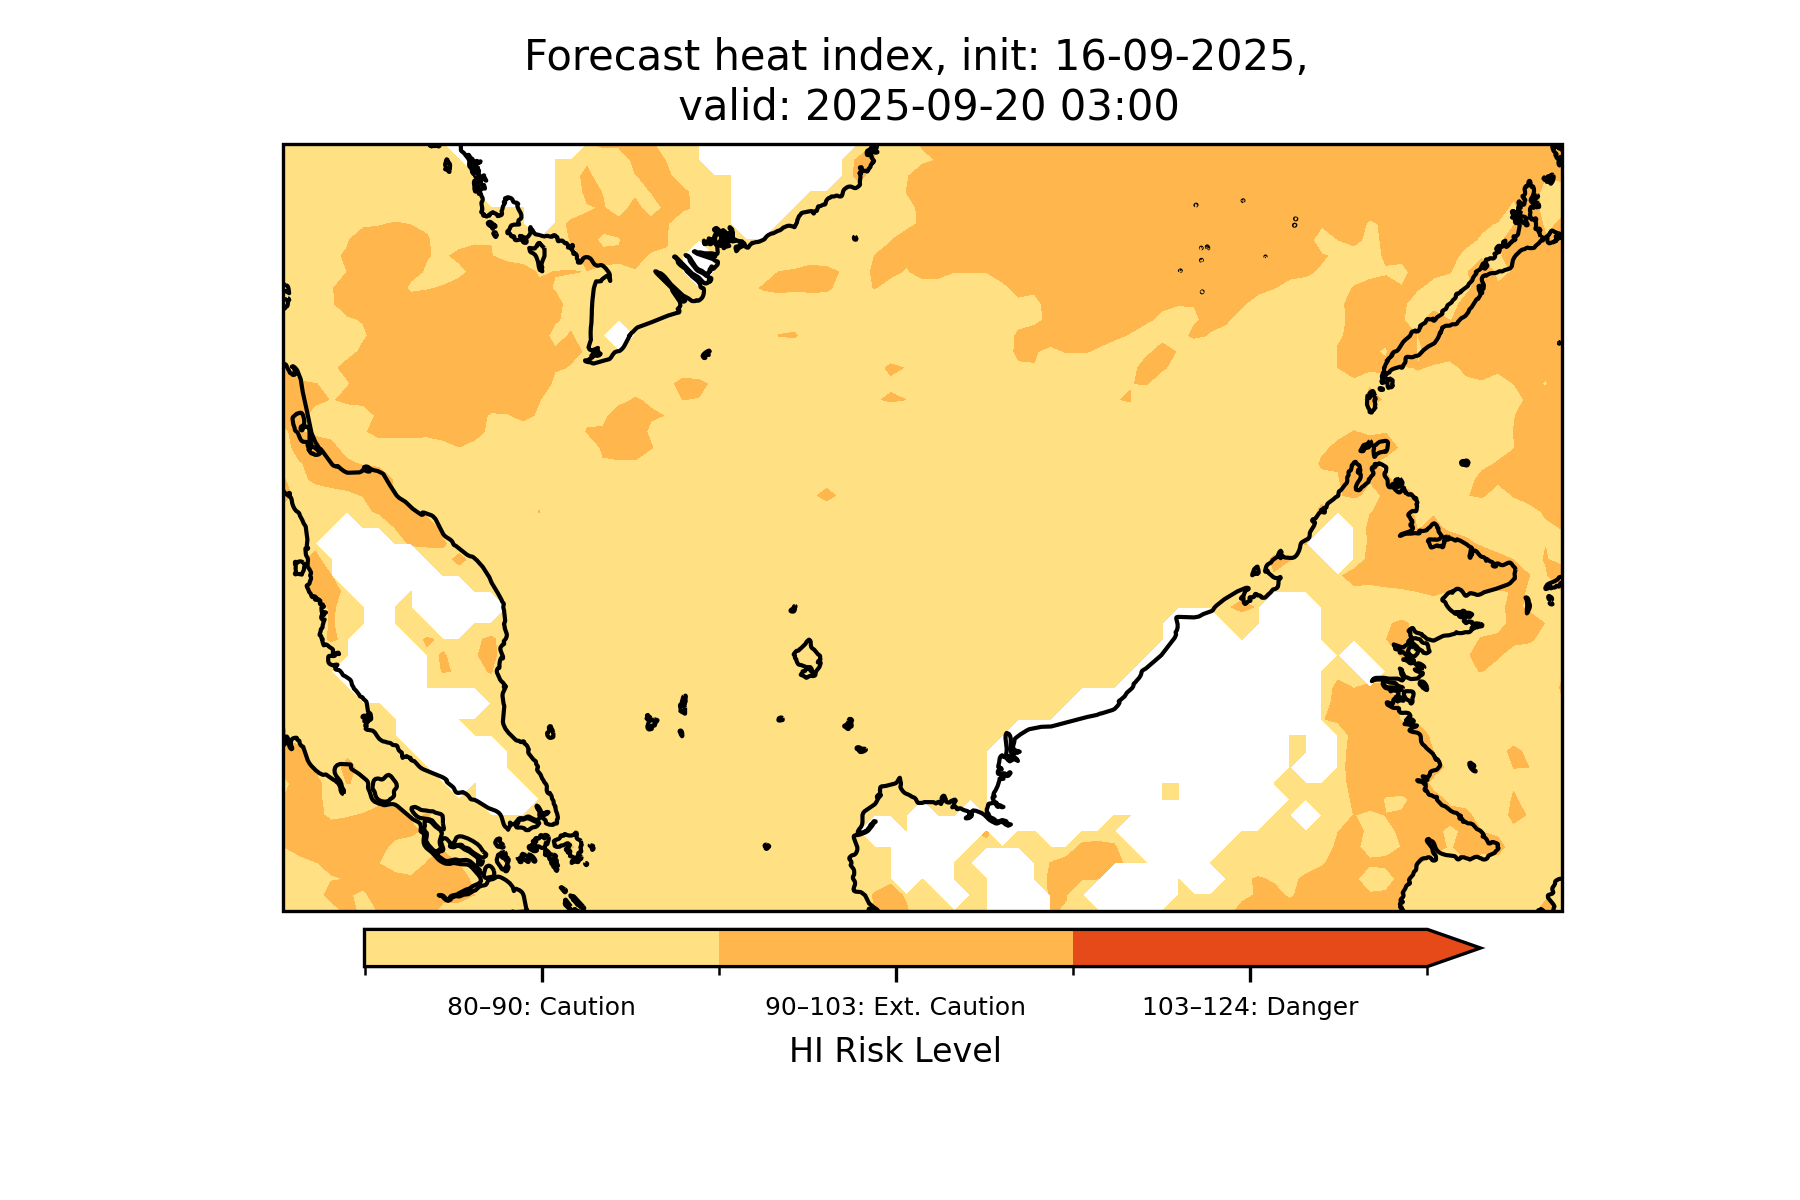 Forecast heat index, init: 16-09-2025,
valid: 2025-09-20 03:00
80–90: Caution
90–103: Ext. Caution
103–124: Danger
HI Risk Level